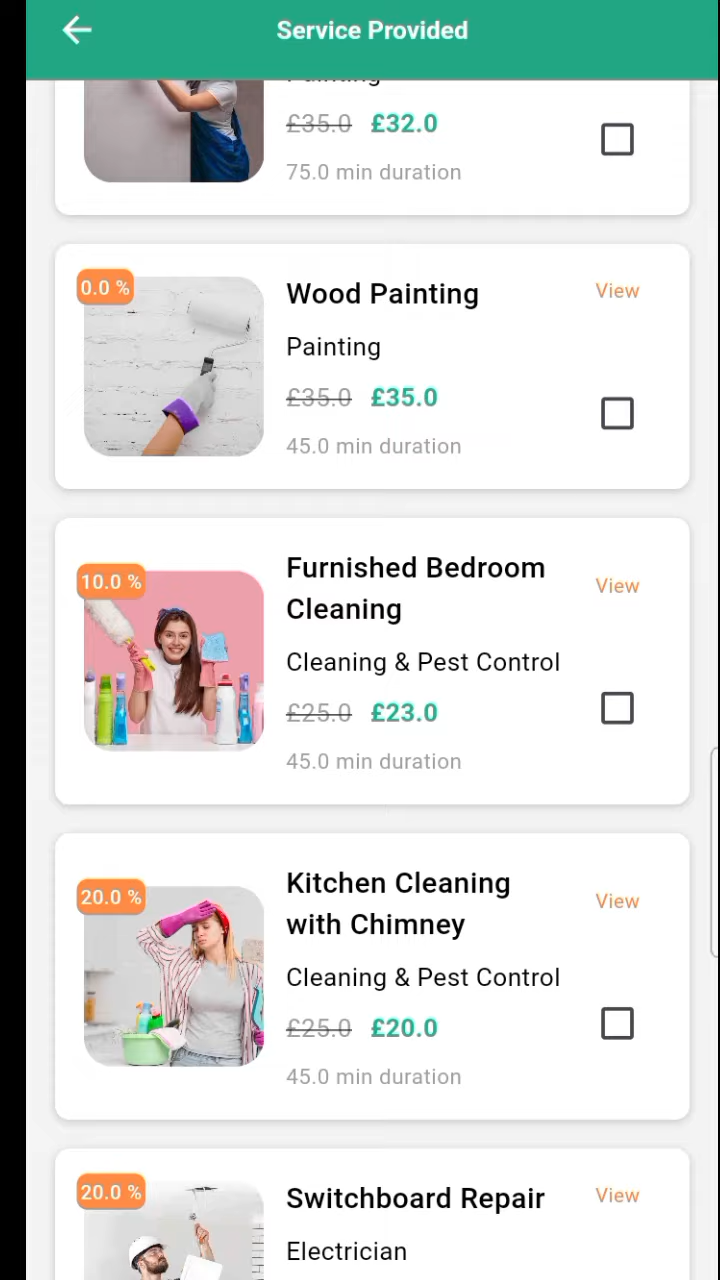 Service Provided
Painting
£35.0 £32.0
75.0 min duration
0.0 %
Wood Painting
View
Painting
£35.0 £35.0
45.0 min duration
10.0 %
Furnished Bedroom
Cleaning
View
Cleaning & Pest Control
£25.0 £23.0
45.0 min duration
20.0 %
Kitchen Cleaning
with Chimney
View
Cleaning & Pest Control
£25.0 £20.0
45.0 min duration
20.0 %
Switchboard Repair
View
Electrician